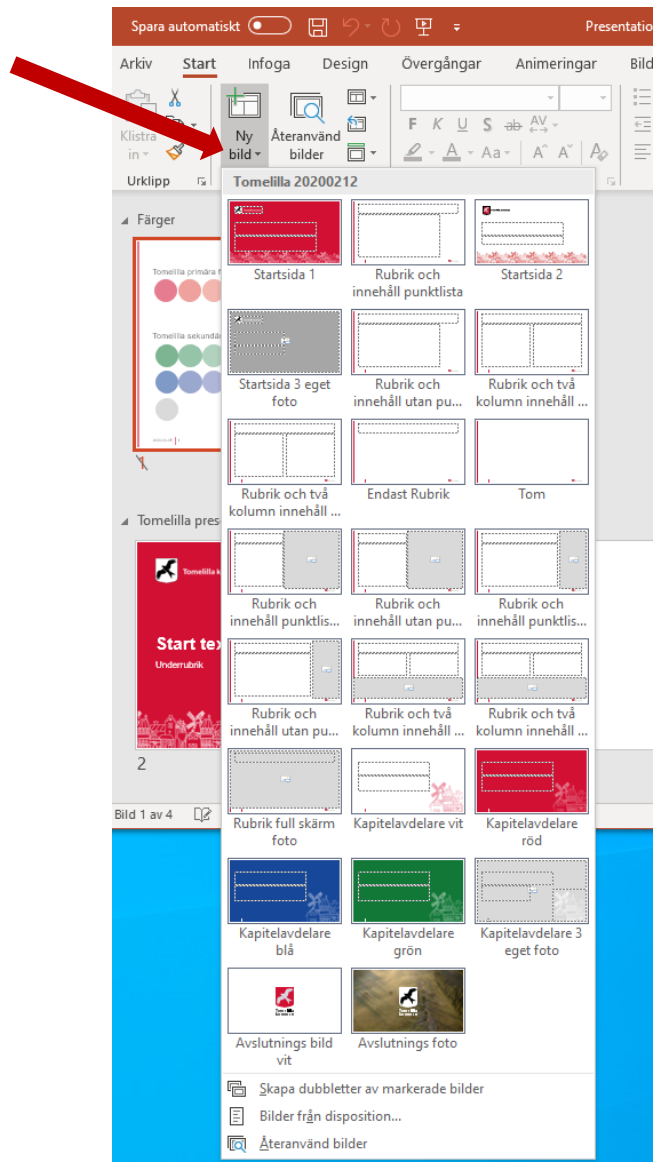 Spara automatiskt
Presentatio
Arkiv Start Infoga Design Övergångar Animeringar Bild
Klistra in
Ny bild
Återanvänd bilder
F K U S ab AV
A Aa A A
Urklipp
Tomelilla 20200212
Färger
Tomelilla primära f
Tomelilla sekundär
1
Tomelilla pres
Tomelilla k
Start tex
Underrubrik
2
Bild 1 av 4
Startsida 1
Rubrik och
innehåll punktlista
Startsida 2
Startsida 3 eget
foto
Rubrik och
innehåll utan pu...
Rubrik och två
kolumn innehåll ...
Rubrik och två
kolumn innehåll ...
Endast Rubrik
Tom
Rubrik och
innehåll punktlis...
Rubrik och
innehåll utan pu...
Rubrik och
innehåll punktlis...
Rubrik och
innehåll utan pu...
Rubrik och två
kolumn innehåll ...
Rubrik och två
kolumn innehåll ...
Rubrik full skärm
foto
Kapitelavdelare vit
Kapitelavdelare
röd
Kapitelavdelare
blå
Kapitelavdelare
grön
Kapitelavdelare 3
eget foto
Avslutnings bild
vit
Avslutnings foto
Skapa dubbletter av markerade bilder
Bilder från disposition...
Återanvänd bilder